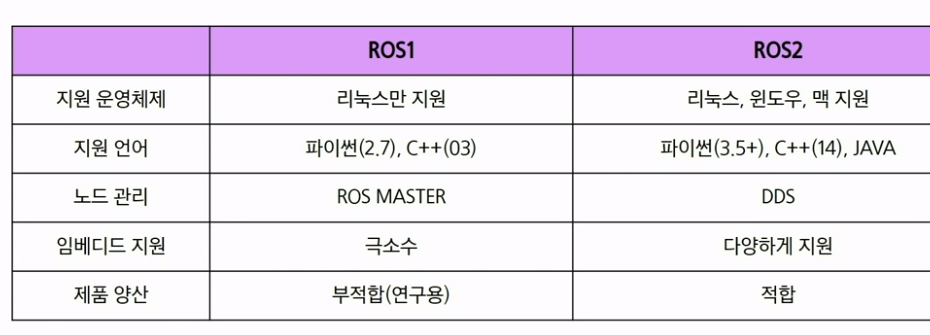 ROS1 ROS2
지원 운영체제 리눅스만 지원 리눅스, 윈도우, 맥 지원
지원 언어 파이썬(2.7), C++(03) 파이썬(3.5+), C++(14), JAVA
노드 관리 ROS MASTER DDS
임베디드 지원 극소수 다양하게 지원
제품 양산 부적합(연구용) 적합